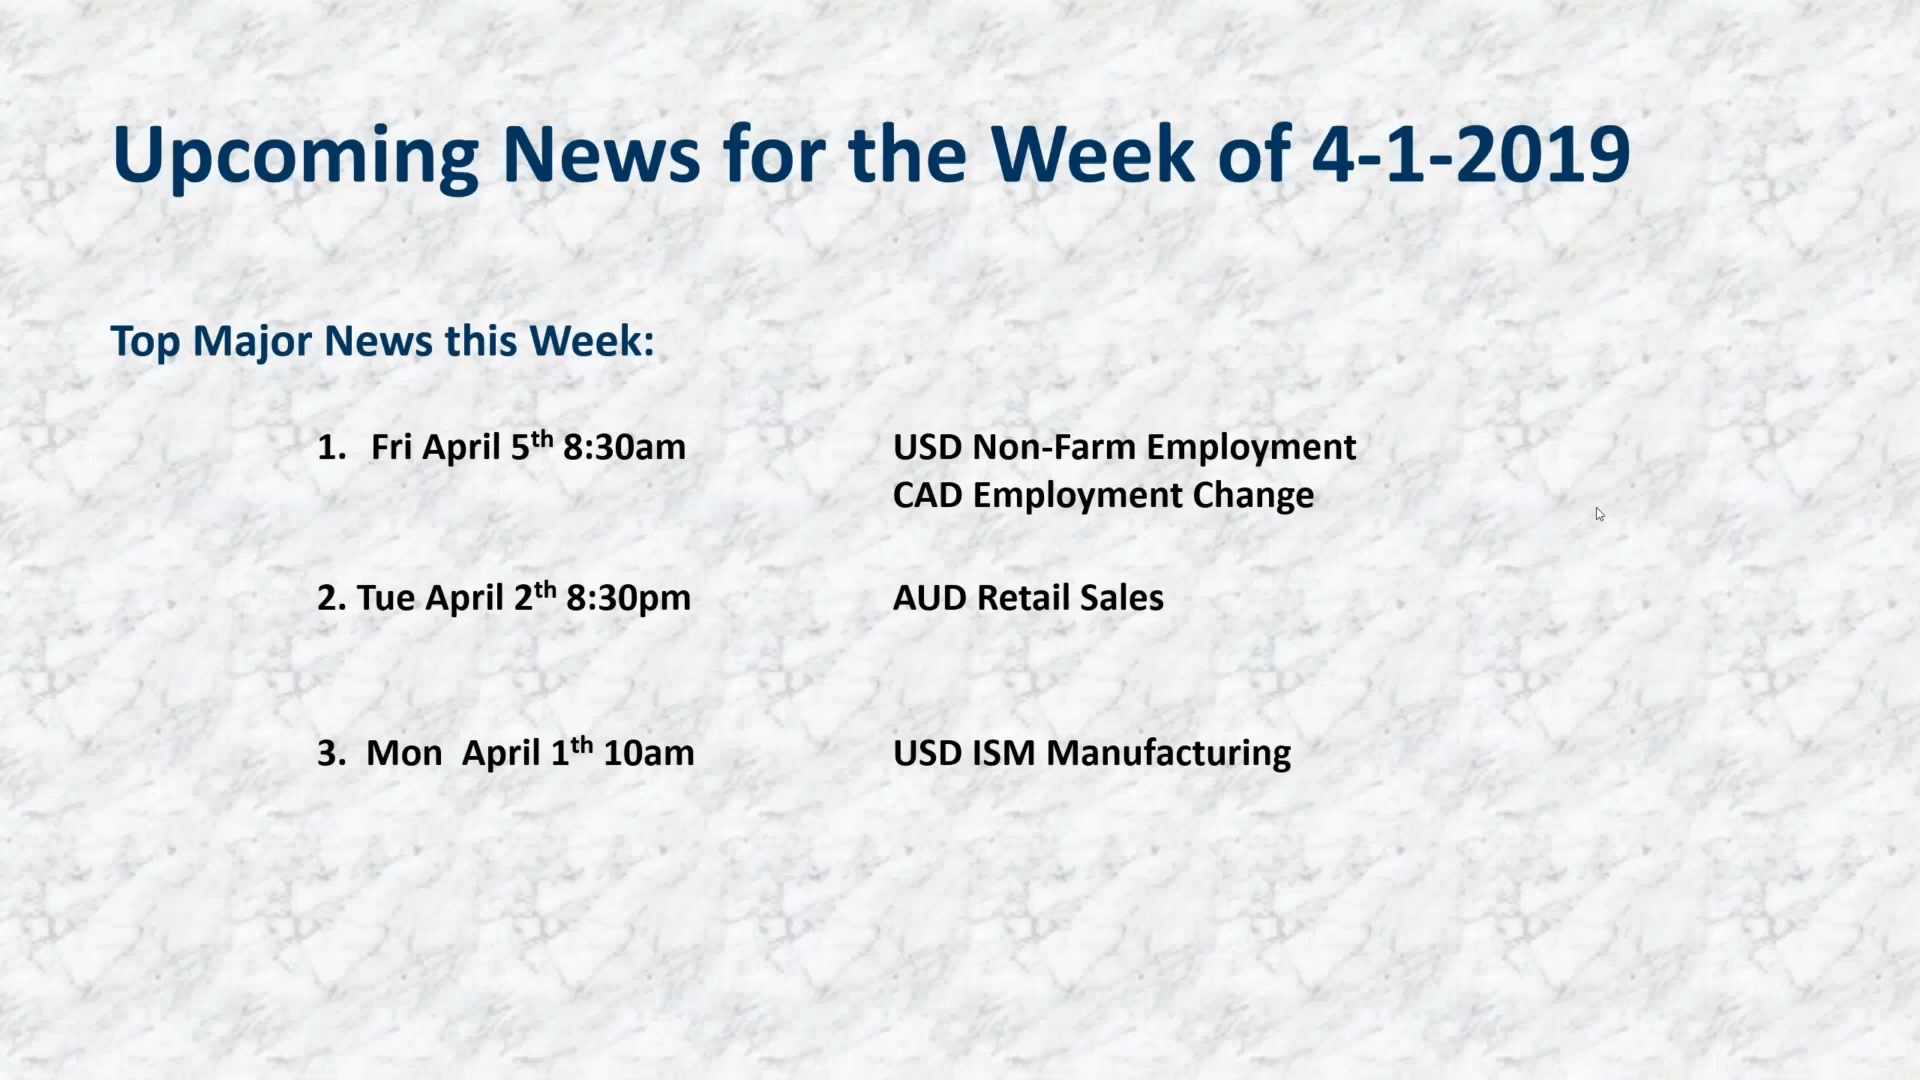 Upcoming News for the Week of 4-1-2019
Top Major News this Week:
1. Fri April 5th 8:30am USD Non-Farm Employment
CAD Employment Change
2. Tue April 2th 8:30pm AUD Retail Sales
3. Mon April 1th 10am USD ISM Manufacturing